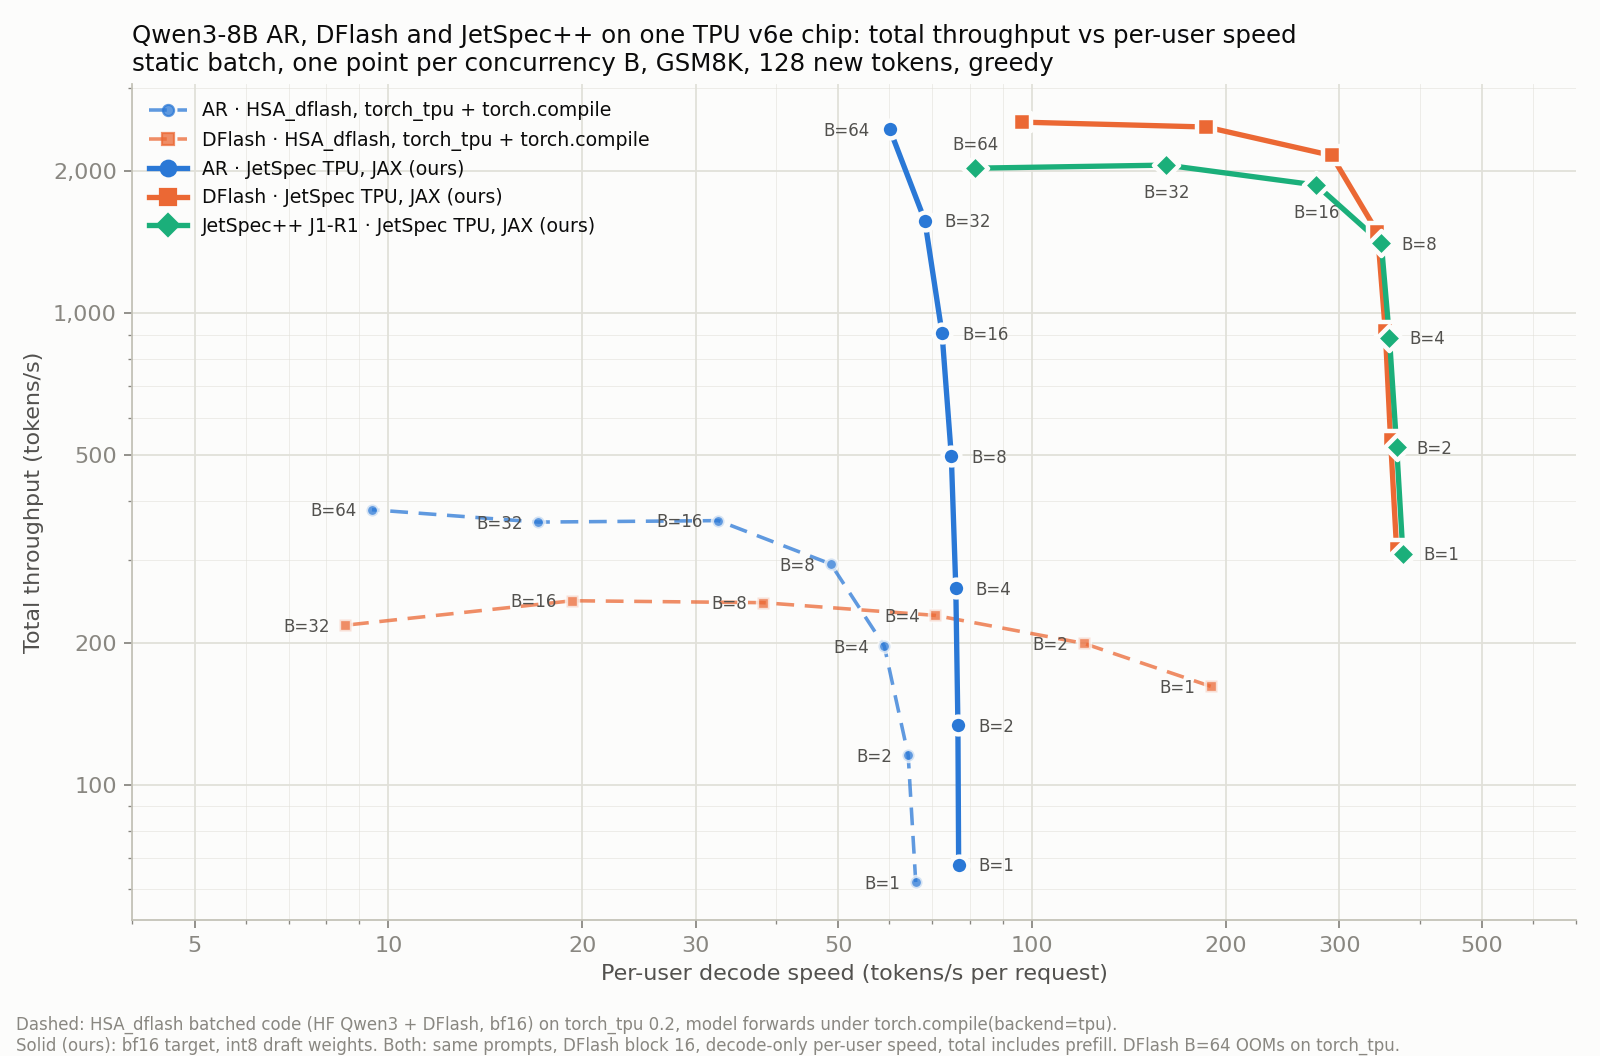 Qwen3-8B AR, DFlash and JetSpec++ on one TPU v6e chip: total throughput vs per-user speed
static batch, one point per concurrency B, GSM8K, 128 new tokens, greedy
AR · HSA_dflash, torch_tpu + torch.compile
DFlash · HSA_dflash, torch_tpu + torch.compile
AR · JetSpec TPU, JAX (ours)
DFlash · JetSpec TPU, JAX (ours)
JetSpec++ J1-R1 · JetSpec TPU, JAX (ours)
Total throughput (tokens/s)
2,000
1,000
500
200
100
B=64
B=32
B=16
B=8
B=4
B=2
B=1
B=32
B=16
B=8
B=4
B=2
B=1
B=64
B=32
B=16
B=8
B=4
B=2
B=1
B=64
B=32
B=16
B=8
B=4
B=2
B=1
5
10
20
30
50
100
200
300
500
Per-user decode speed (tokens/s per request)
Dashed: HSA_dflash batched code (HF Qwen3 + DFlash, bf16) on torch_tpu 0.2, model forwards under torch.compile(backend=tpu).
Solid (ours): bf16 target, int8 draft weights. Both: same prompts, DFlash block 16, decode-only per-user speed, total includes prefill. DFlash B=64 OOMs on torch_tpu.